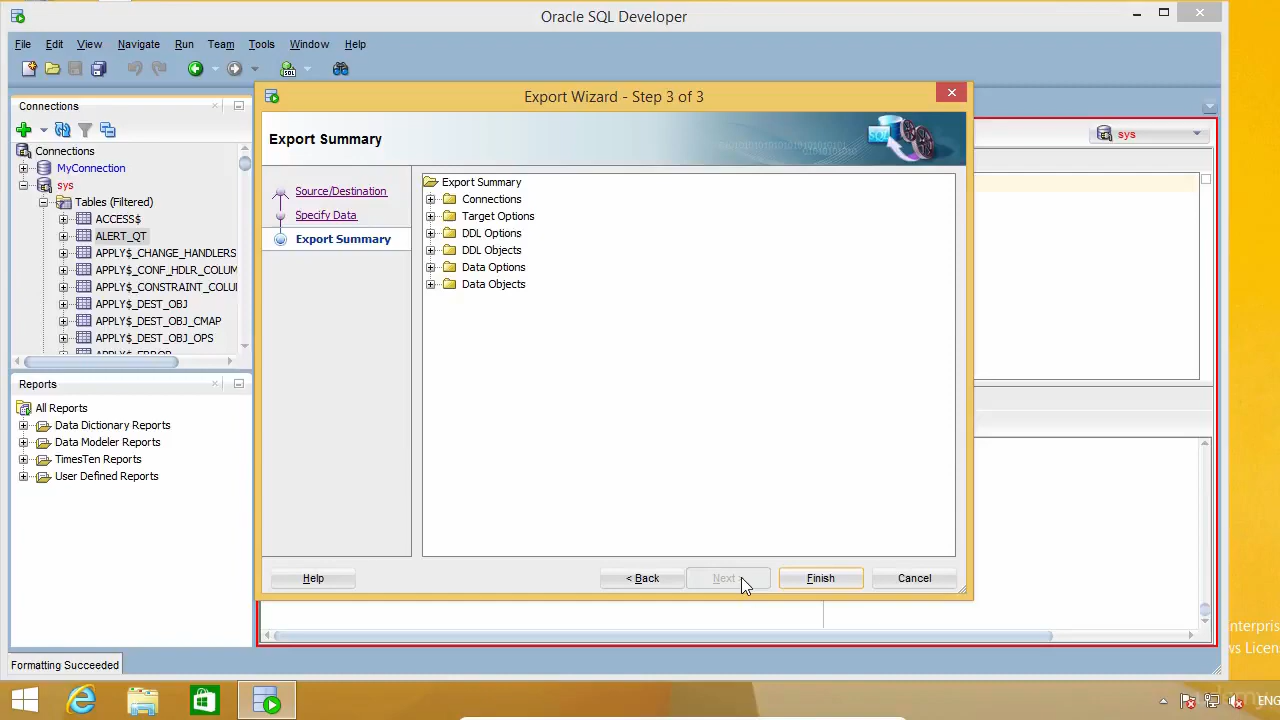 Oracle SQL Developer
File Edit View Navigate Run Team Tools Window Help
Connections
Connections
MyConnection
sys
Tables (Filtered)
ACCESS$
ALERT_QT
APPLY$_CHANGE_HANDLERS
APPLY$_CONF_HDLR_COLUM
APPLY$_CONSTRAINT_COLU
APPLY$_DEST_OBJ
APPLY$_DEST_OBJ_CMAP
APPLY$_DEST_OBJ_OPS
APPLY$_ERROR
Reports
All Reports
Data Dictionary Reports
Data Modeler Reports
TimesTen Reports
User Defined Reports
Formatting Succeeded
Export Wizard - Step 3 of 3
Export Summary
SQL
Source/Destination
Specify Data
Export Summary
Export Summary
Connections
Target Options
DDL Options
DDL Objects
Data Options
Data Objects
Help
< Back
Next
Finish
Cancel
sys
ENG